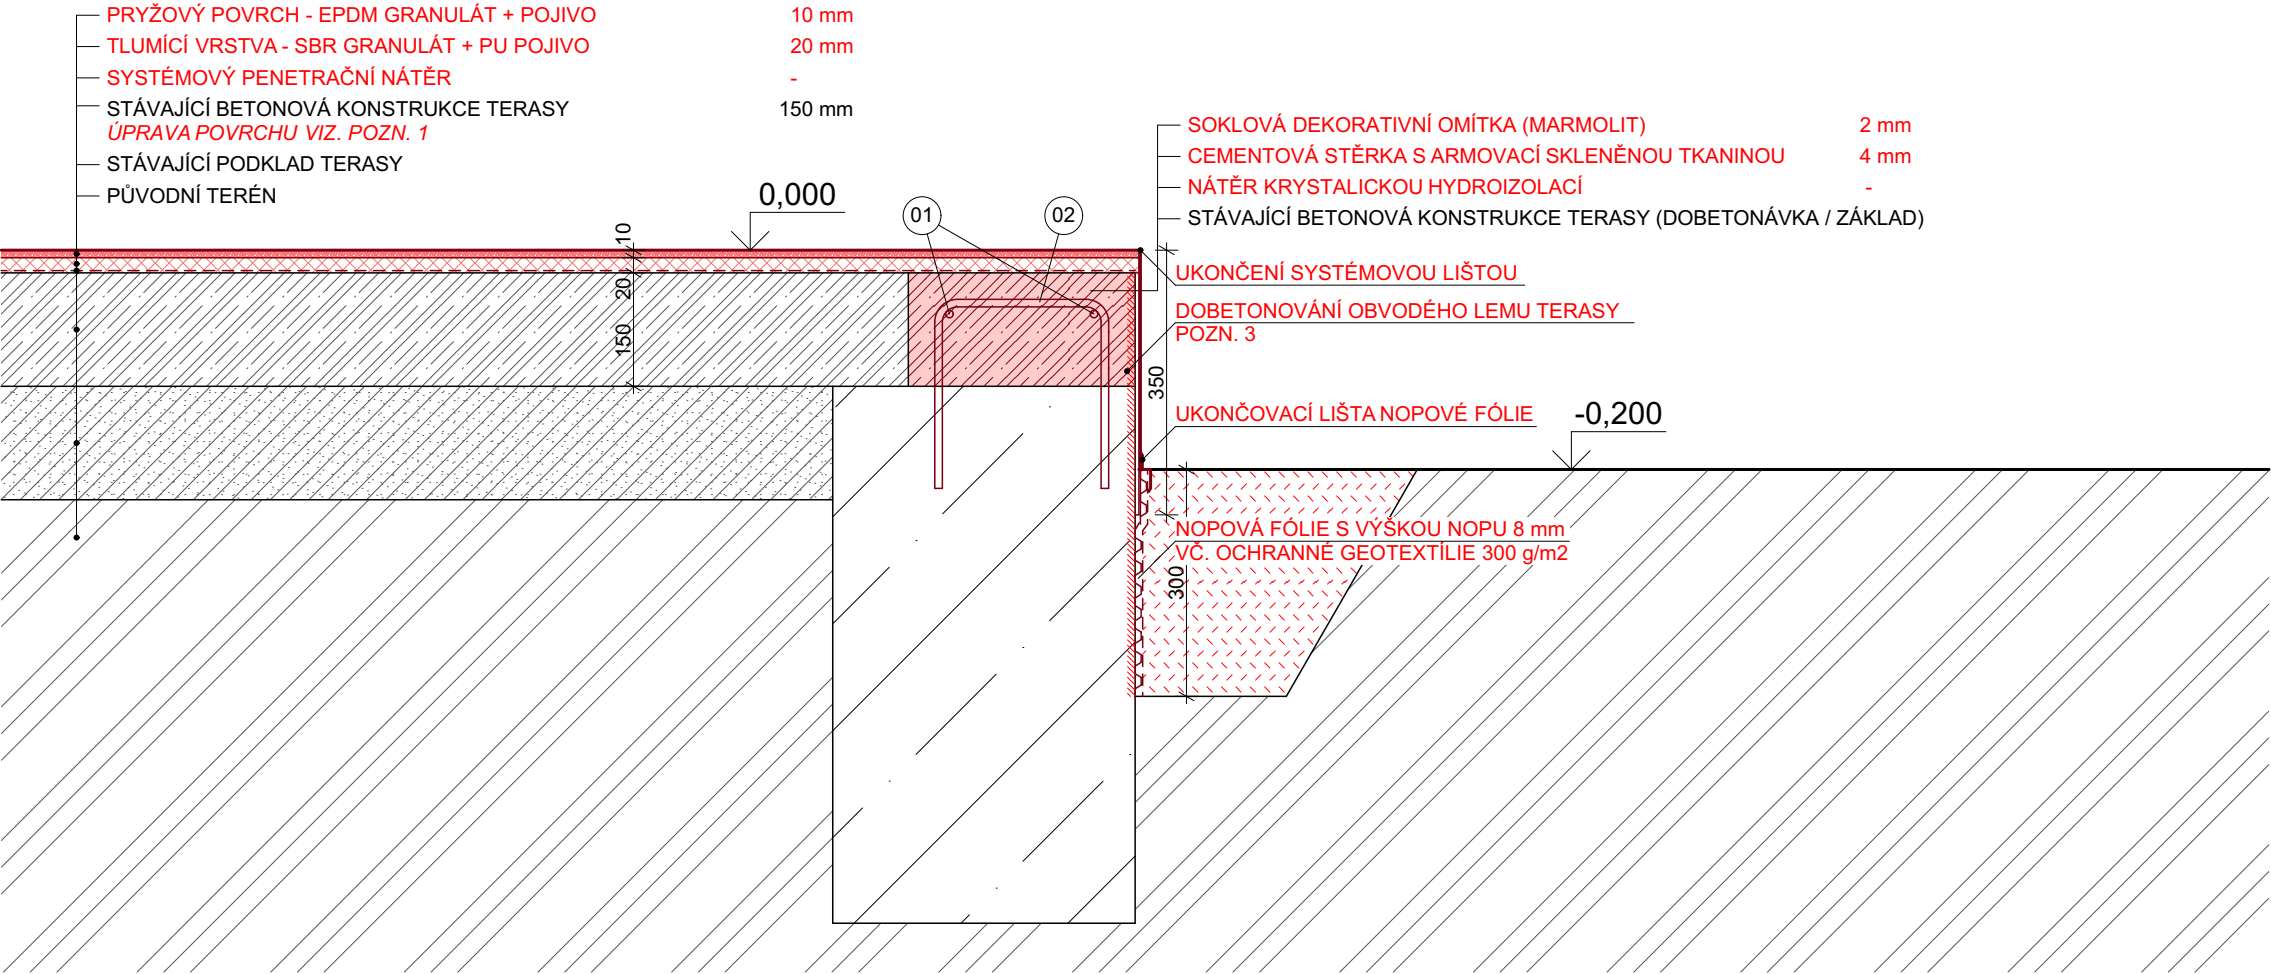 PRYŽOVÝ POVRCH - EPDM GRANULÁT + POJIVO 10 mm
TLUMÍCÍ VRSTVA - SBR GRANULÁT + PU POJIVO 20 mm
SYSTÉMOVÝ PENETRAČNÍ NÁTĚR -
STÁVAJÍCÍ BETONOVÁ KONSTRUKCE TERASY 150 mm
ÚPRAVA POVRCHU VIZ. POZN. 1
STÁVAJÍCÍ PODKLAD TERASY
PŮVODNÍ TERÉN
SOKLOVÁ DEKORATIVNÍ OMÍTKA (MARMOLIT) 2 mm
CEMENTOVÁ STĚRKA S ARMOVACÍ SKLENĚNOU TKANINOU 4 mm
NÁTĚR KRYSTALICKOU HYDROIZOLACÍ -
STÁVAJÍCÍ BETONOVÁ KONSTRUKCE TERASY (DOBETONÁVKA / ZÁKLAD)
0,000
01
02
10
20
150
UKONČENÍ SYSTÉMOVOU LIŠTOU
DOBETONOVÁNÍ OBVODÉHO LEMU TERASY
POZN. 3
350
UKONČOVACÍ LIŠTA NOPOVÉ FÓLIE
-0,200
NOPOVÁ FÓLIE S VÝŠKOU NOPU 8 mm
VČ. OCHRANNÉ GEOTEXTÍLIE 300 g/m2
300